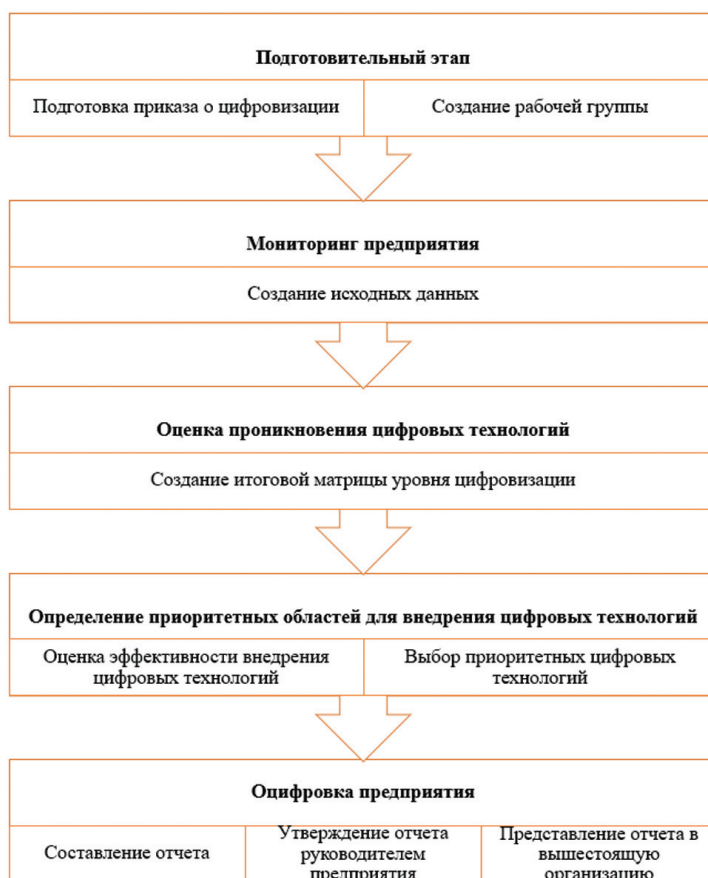 Подготовительный этап
Подготовка приказа о цифровизации
Создание рабочей группы
Мониторинг предприятия
Создание исходных данных
Оценка проникновения цифровых технологий
Создание итоговой матрицы уровня цифровизации
Определение приоритетных областей для внедрения цифровых технологий
Оценка эффективности внедрения
цифровых технологий
Выбор приоритетных цифровых
технологий
Оцифровка предприятия
Составление отчета
Утверждение отчета
руководителем
предприятия
Представление отчета в
вышестоящую
организацию